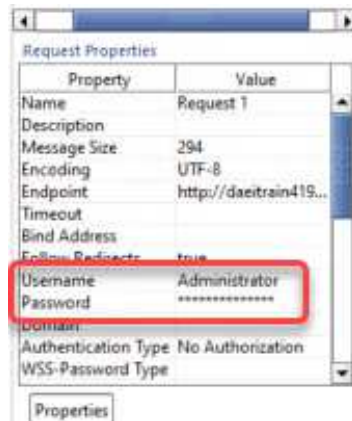 Request Properties
Property Value
Name Request 1
Description
Message Size 294
Encoding UTF-8
Endpoint http://daeitrain419...
Timeout
Bind Address
Follow Redirects true
Username Administrator
Password **************
Domain
Authentication Type No Authorization
WSS-Password Type
Properties